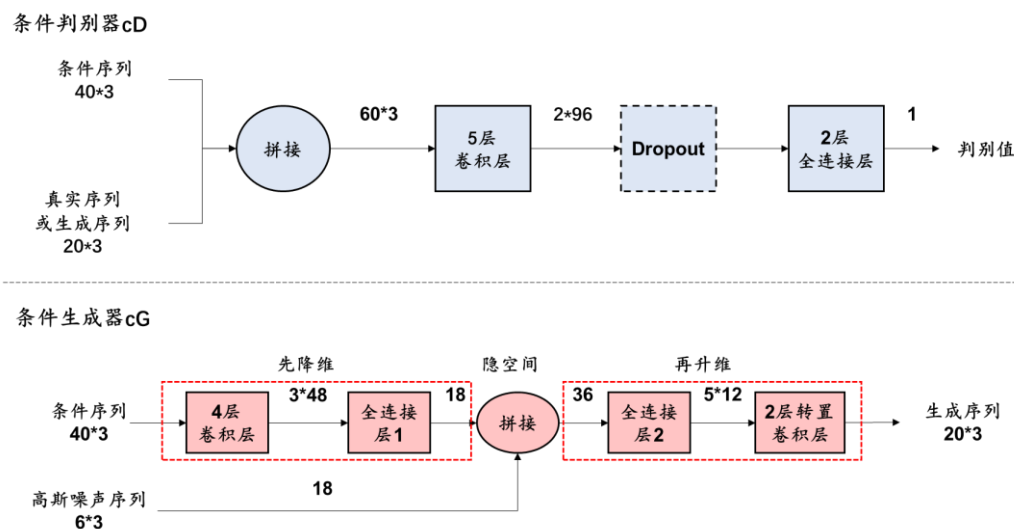 条件判别器cD
条件序列
40*3
真实序列
或生成序列
20*3
拼接
60*3
5层
卷积层
2*96
Dropout
2层
全连接层
1
判别值
条件生成器cG
先降维
隐空间
再升维
条件序列
40*3
4层
卷积层
3*48
全连接
层1
18
拼接
36
全连接
层2
5*12
2层转置
卷积层
生成序列
20*3
高斯噪声序列
6*3
18